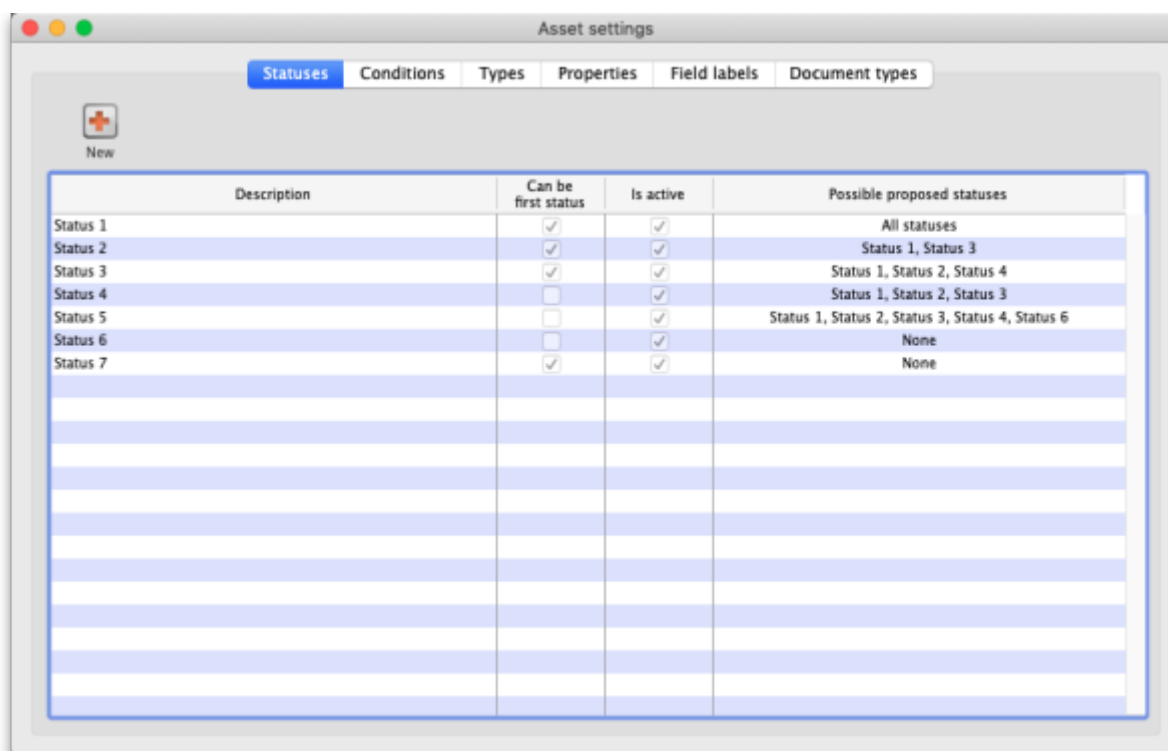 Asset settings
Statuses Conditions Types Properties Field labels Document types
New
Description Can be first status Is active Possible proposed statuses
Status 1 All statuses
Status 2 Status 1, Status 3
Status 3 Status 1, Status 2, Status 4
Status 4 Status 1, Status 2, Status 3
Status 5 Status 1, Status 2, Status 3, Status 4, Status 6
Status 6 None
Status 7 None